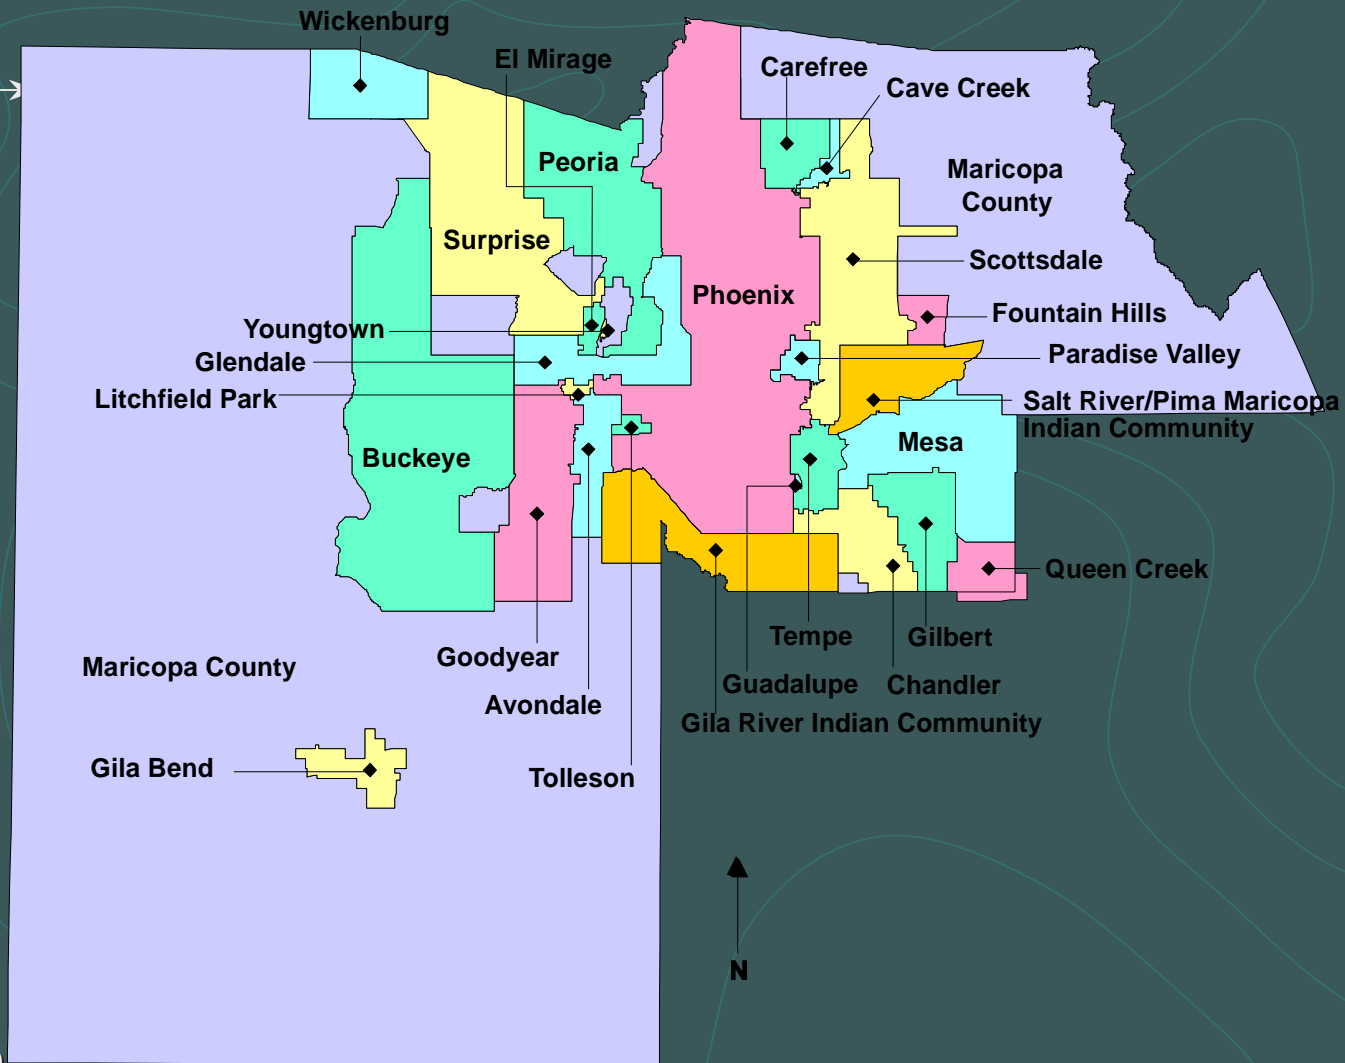 Wickenburg
El Mirage
Carefree
Cave Creek
Peoria
Maricopa
County
Surprise
Scottsdale
Phoenix
Fountain Hills
Youngtown
Paradise Valley
Glendale
Litchfield Park
Salt River/Pima Maricopa
Indian Community
Mesa
Buckeye
Queen Creek
Tempe
Gilbert
Goodyear
Maricopa County
Guadalupe
Chandler
Avondale
Gila River Indian Community
Gila Bend
Tolleson
N